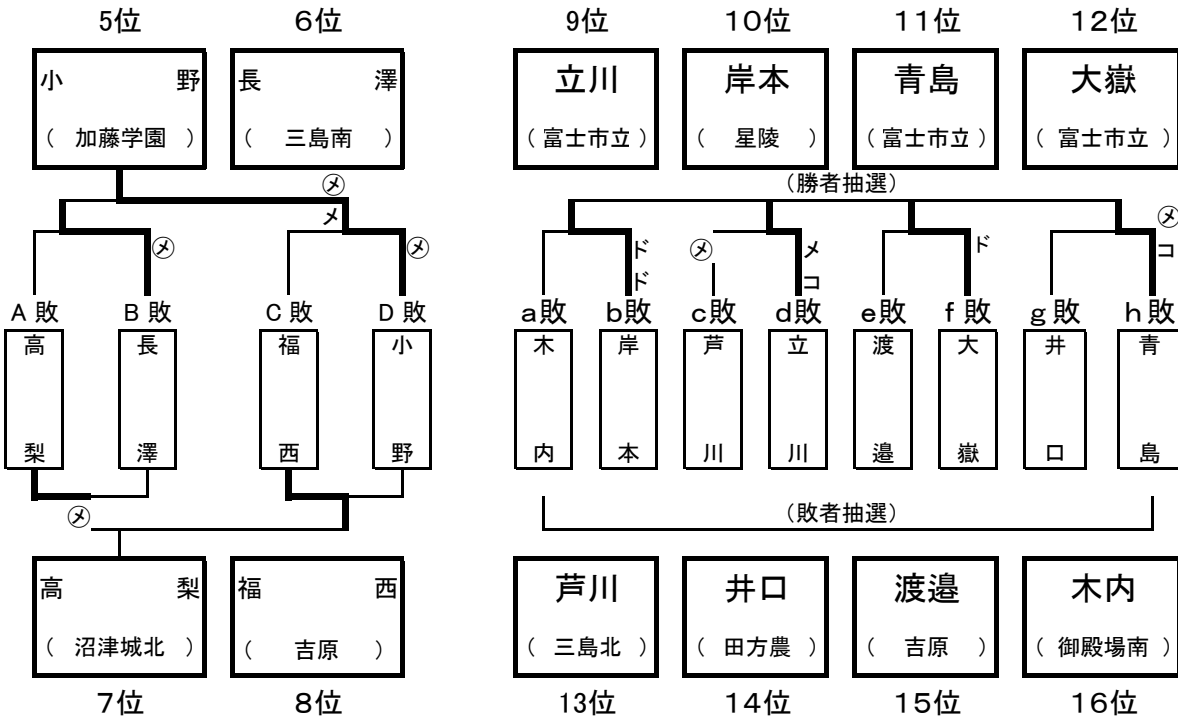 5位 6位 9位 10位 11位 12位
小野 長澤 立川 岸本 青島 大嶽
（ 加藤学園 ） （ 三島南 ） （ 富士市立 ） （ 星陵 ） （ 富士市立 ） （ 富士市立 ）
㋱ （勝者抽選）
メ ㋱
㋱ ㋱ ド ㋱ メ ド コ
ド コ
A敗 B敗 C敗 D敗 a敗 b敗 c敗 d敗 e敗 f敗 g敗 h敗
高梨 長澤 福西 小野 木内 岸本 芦川 立川 渡邉 大嶽 井口 青島
㋱ （敗者抽選）
高梨 福西 芦川 井口 渡邉 木内
（ 沼津城北 ） （ 吉原 ） （ 三島北 ） （ 田方農 ） （ 吉原 ） （ 御殿場南 ）
7位 8位 13位 14位 15位 16位